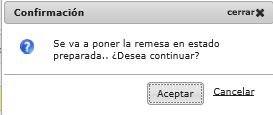 Confirmación cerrar✖
Se va a poner la remesa en estado
preparada.. ¿Desea continuar?
Aceptar Cancelar